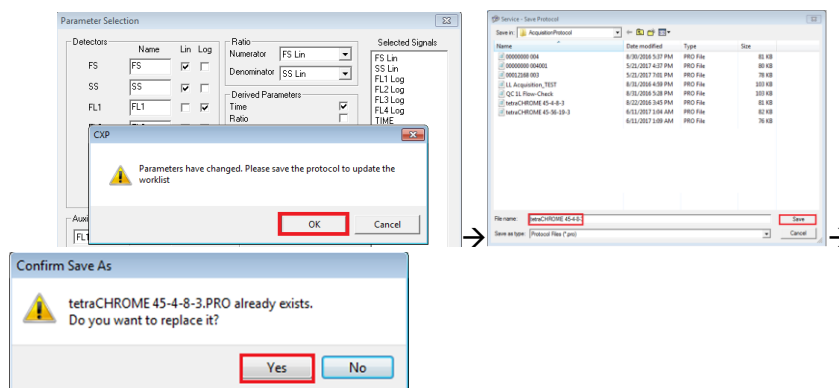 Parameter Selection
Detectors
Name Lin Log
FS FS
SS SS
FL1 FL1
Ratio
Numerator FS Lin
Denominator SS Lin
Derived Parameters
Time
Ratio
Selected Signals
FS Lin
SS Lin
FL1 Log
FL2 Log
FL3 Log
FL4 Log
TIME
CXP
Parameters have changed. Please save the protocol to update the
worklist
OK Cancel
Auxi
FL1
→
Service - Save Protocol
Save in: AcquisitionProtocol
Name Date modified Type Size
00000000 004 8/30/2016 5:37 PM PRO File 81 KB
00000000 004001 5/21/2017 4:37 PM PRO File 80 KB
00012168 003 5/21/2017 7:01 PM PRO File 78 KB
LL Acquistion_TEST 8/31/2016 4:59 PM PRO File 103 KB
QC 1L Flow-Check 8/31/2016 5:38 PM PRO File 103 KB
tetraCHROME 45-4-8-3 8/22/2016 3:45 PM PRO File 81 KB
tetraCHROME 45-56-19-3 6/11/2017 1:04 AM PRO File 82 KB
6/11/2017 1:09 AM PRO File 76 KB
File name: tetraCHROME 45-4-8- Save
Save as type: Protocol Files (*.pro) Cancel
→
Confirm Save As
tetraCHROME 45-4-8-3.PRO already exists.
Do you want to replace it?
Yes No